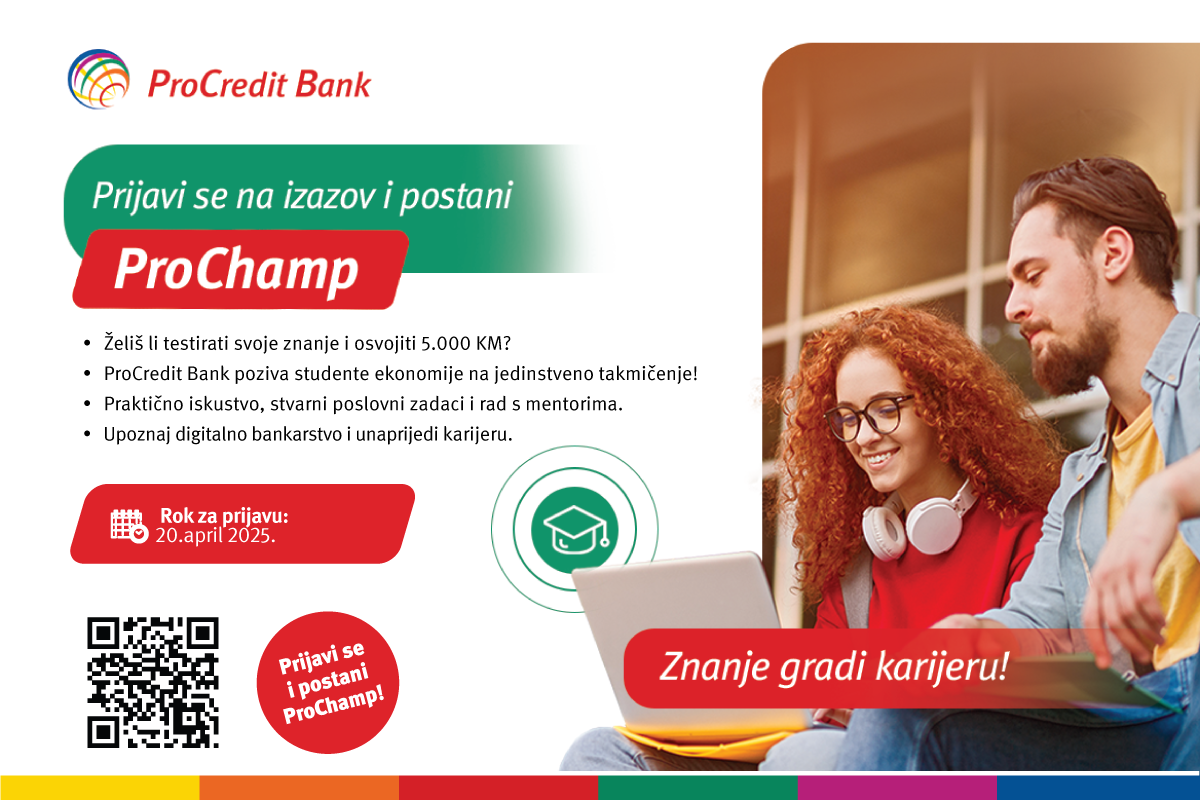 ProCredit Bank
Prijavi se na izazov i postani
ProChamp
• Želiš li testirati svoje znanje i osvojiti 5.000 KM?
• ProCredit Bank poziva studente ekonomije na jedinstveno takmičenje!
• Praktično iskustvo, stvarni poslovni zadaci i rad s mentorima.
• Upoznaj digitalno bankarstvo i unaprijedi karijeru.
Rok za prijavu:
20.april 2025.
Prijavi se
i postani
ProChamp!
Znanje gradi karijeru!